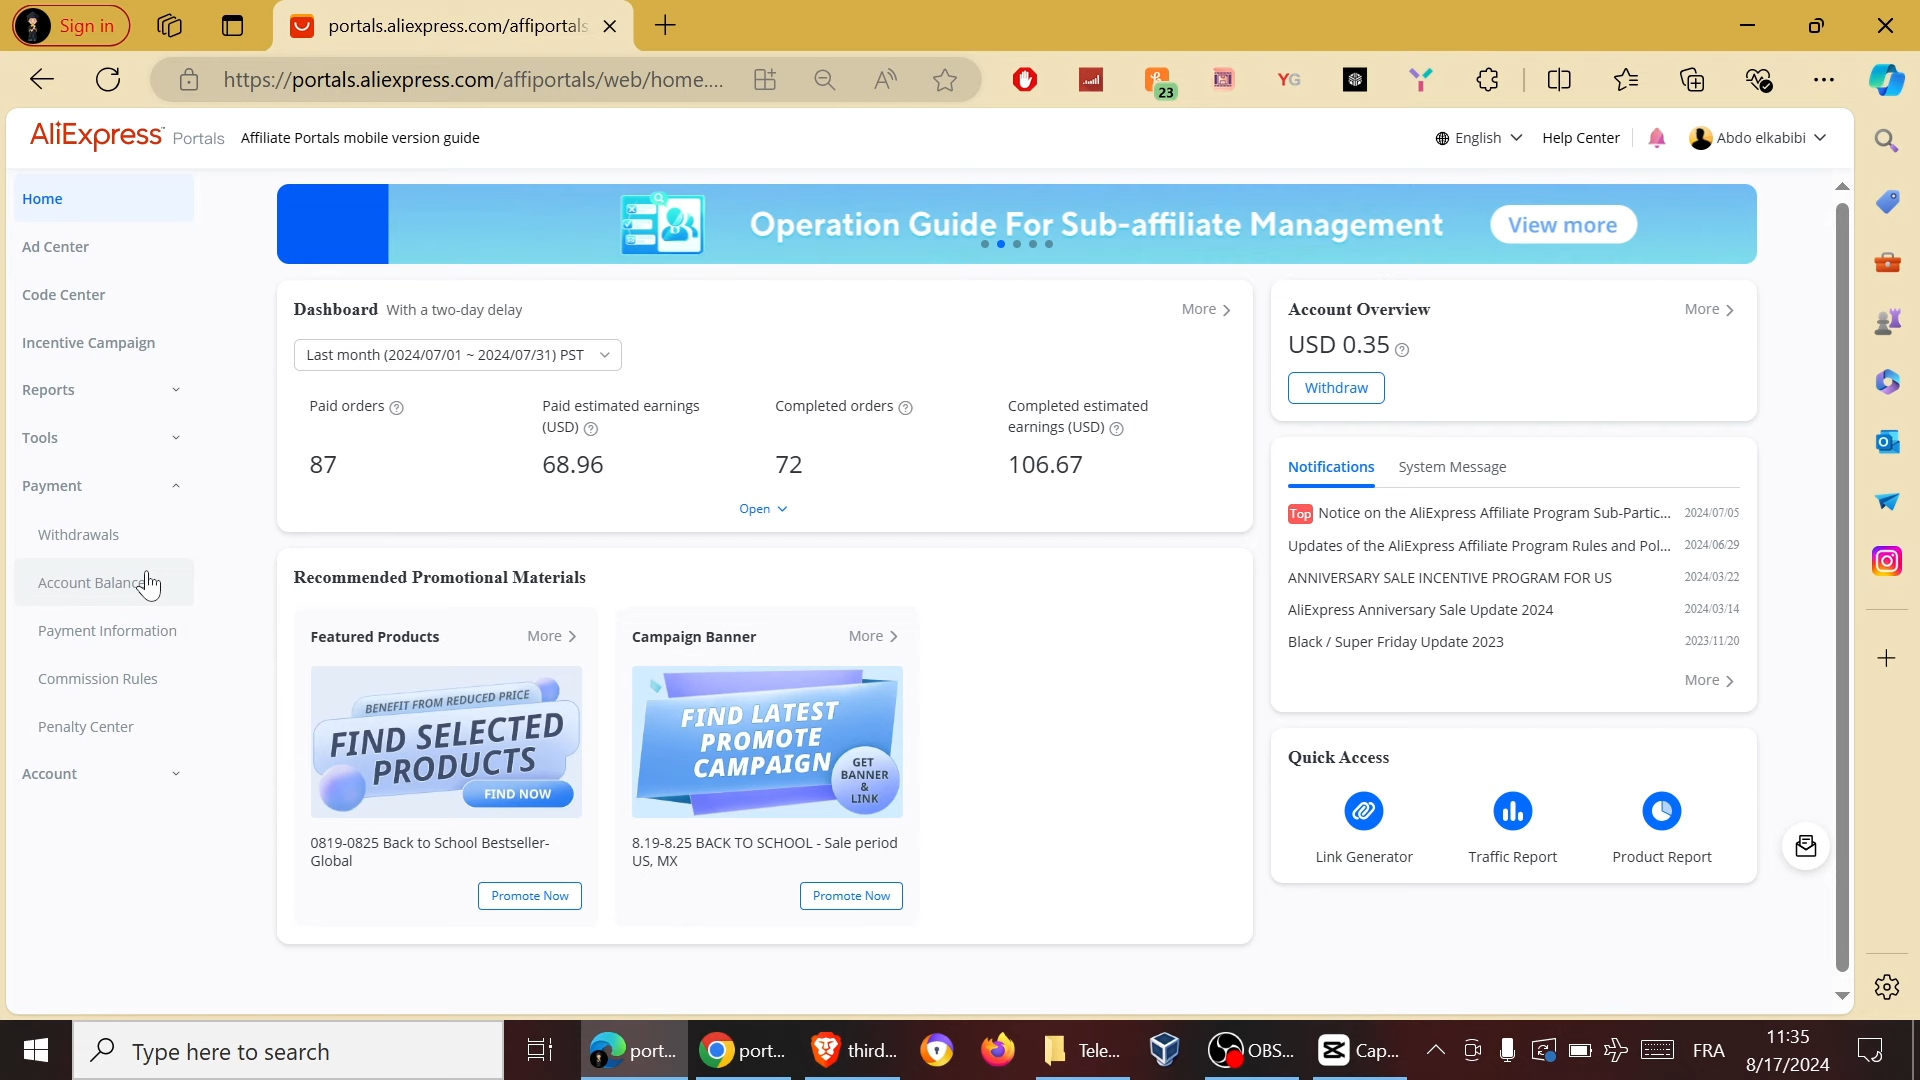 Sign in
portals.aliexpress.com/affiportals
https://portals.aliexpress.com/affiportals/web/home....
23
YG
AliExpress Portals
Affiliate Portals mobile version guide
English
Help Center
Abdo elkabibi
Home
Ad Center
Code Center
Incentive Campaign
Reports
Tools
Payment
Withdrawals
Account Balance
Payment Information
Commission Rules
Penalty Center
Account
Operation Guide For Sub-affiliate Management
View more
Dashboard With a two-day delay
More
Last month (2024/07/01 ~ 2024/07/31) PST
Paid orders
Paid estimated earnings
(USD)
Completed orders
Completed estimated
earnings (USD)
87
68.96
72
106.67
Open
Account Overview
More
USD 0.35
Withdraw
Notifications
System Message
Top Notice on the AliExpress Affiliate Program Sub-Partic... 2024/07/05
Updates of the AliExpress Affiliate Program Rules and Pol... 2024/06/29
ANNIVERSARY SALE INCENTIVE PROGRAM FOR US 2024/03/22
AliExpress Anniversary Sale Update 2024 2024/03/14
Black / Super Friday Update 2023 2023/11/20
More
Recommended Promotional Materials
Featured Products
More
BENEFIT FROM REDUCED PRICE
FIND SELECTED
PRODUCTS
FIND NOW
0819-0825 Back to School Bestseller-
Global
Promote Now
Campaign Banner
More
FIND LATEST
PROMOTE
CAMPAIGN
GET
BANNER
&
LINK
8.19-8.25 BACK TO SCHOOL - Sale period
US, MX
Promote Now
Quick Access
Link Generator
Traffic Report
Product Report
Type here to search
port...
port...
third...
Tele...
OBS...
Cap...
FRA
11:35
8/17/2024